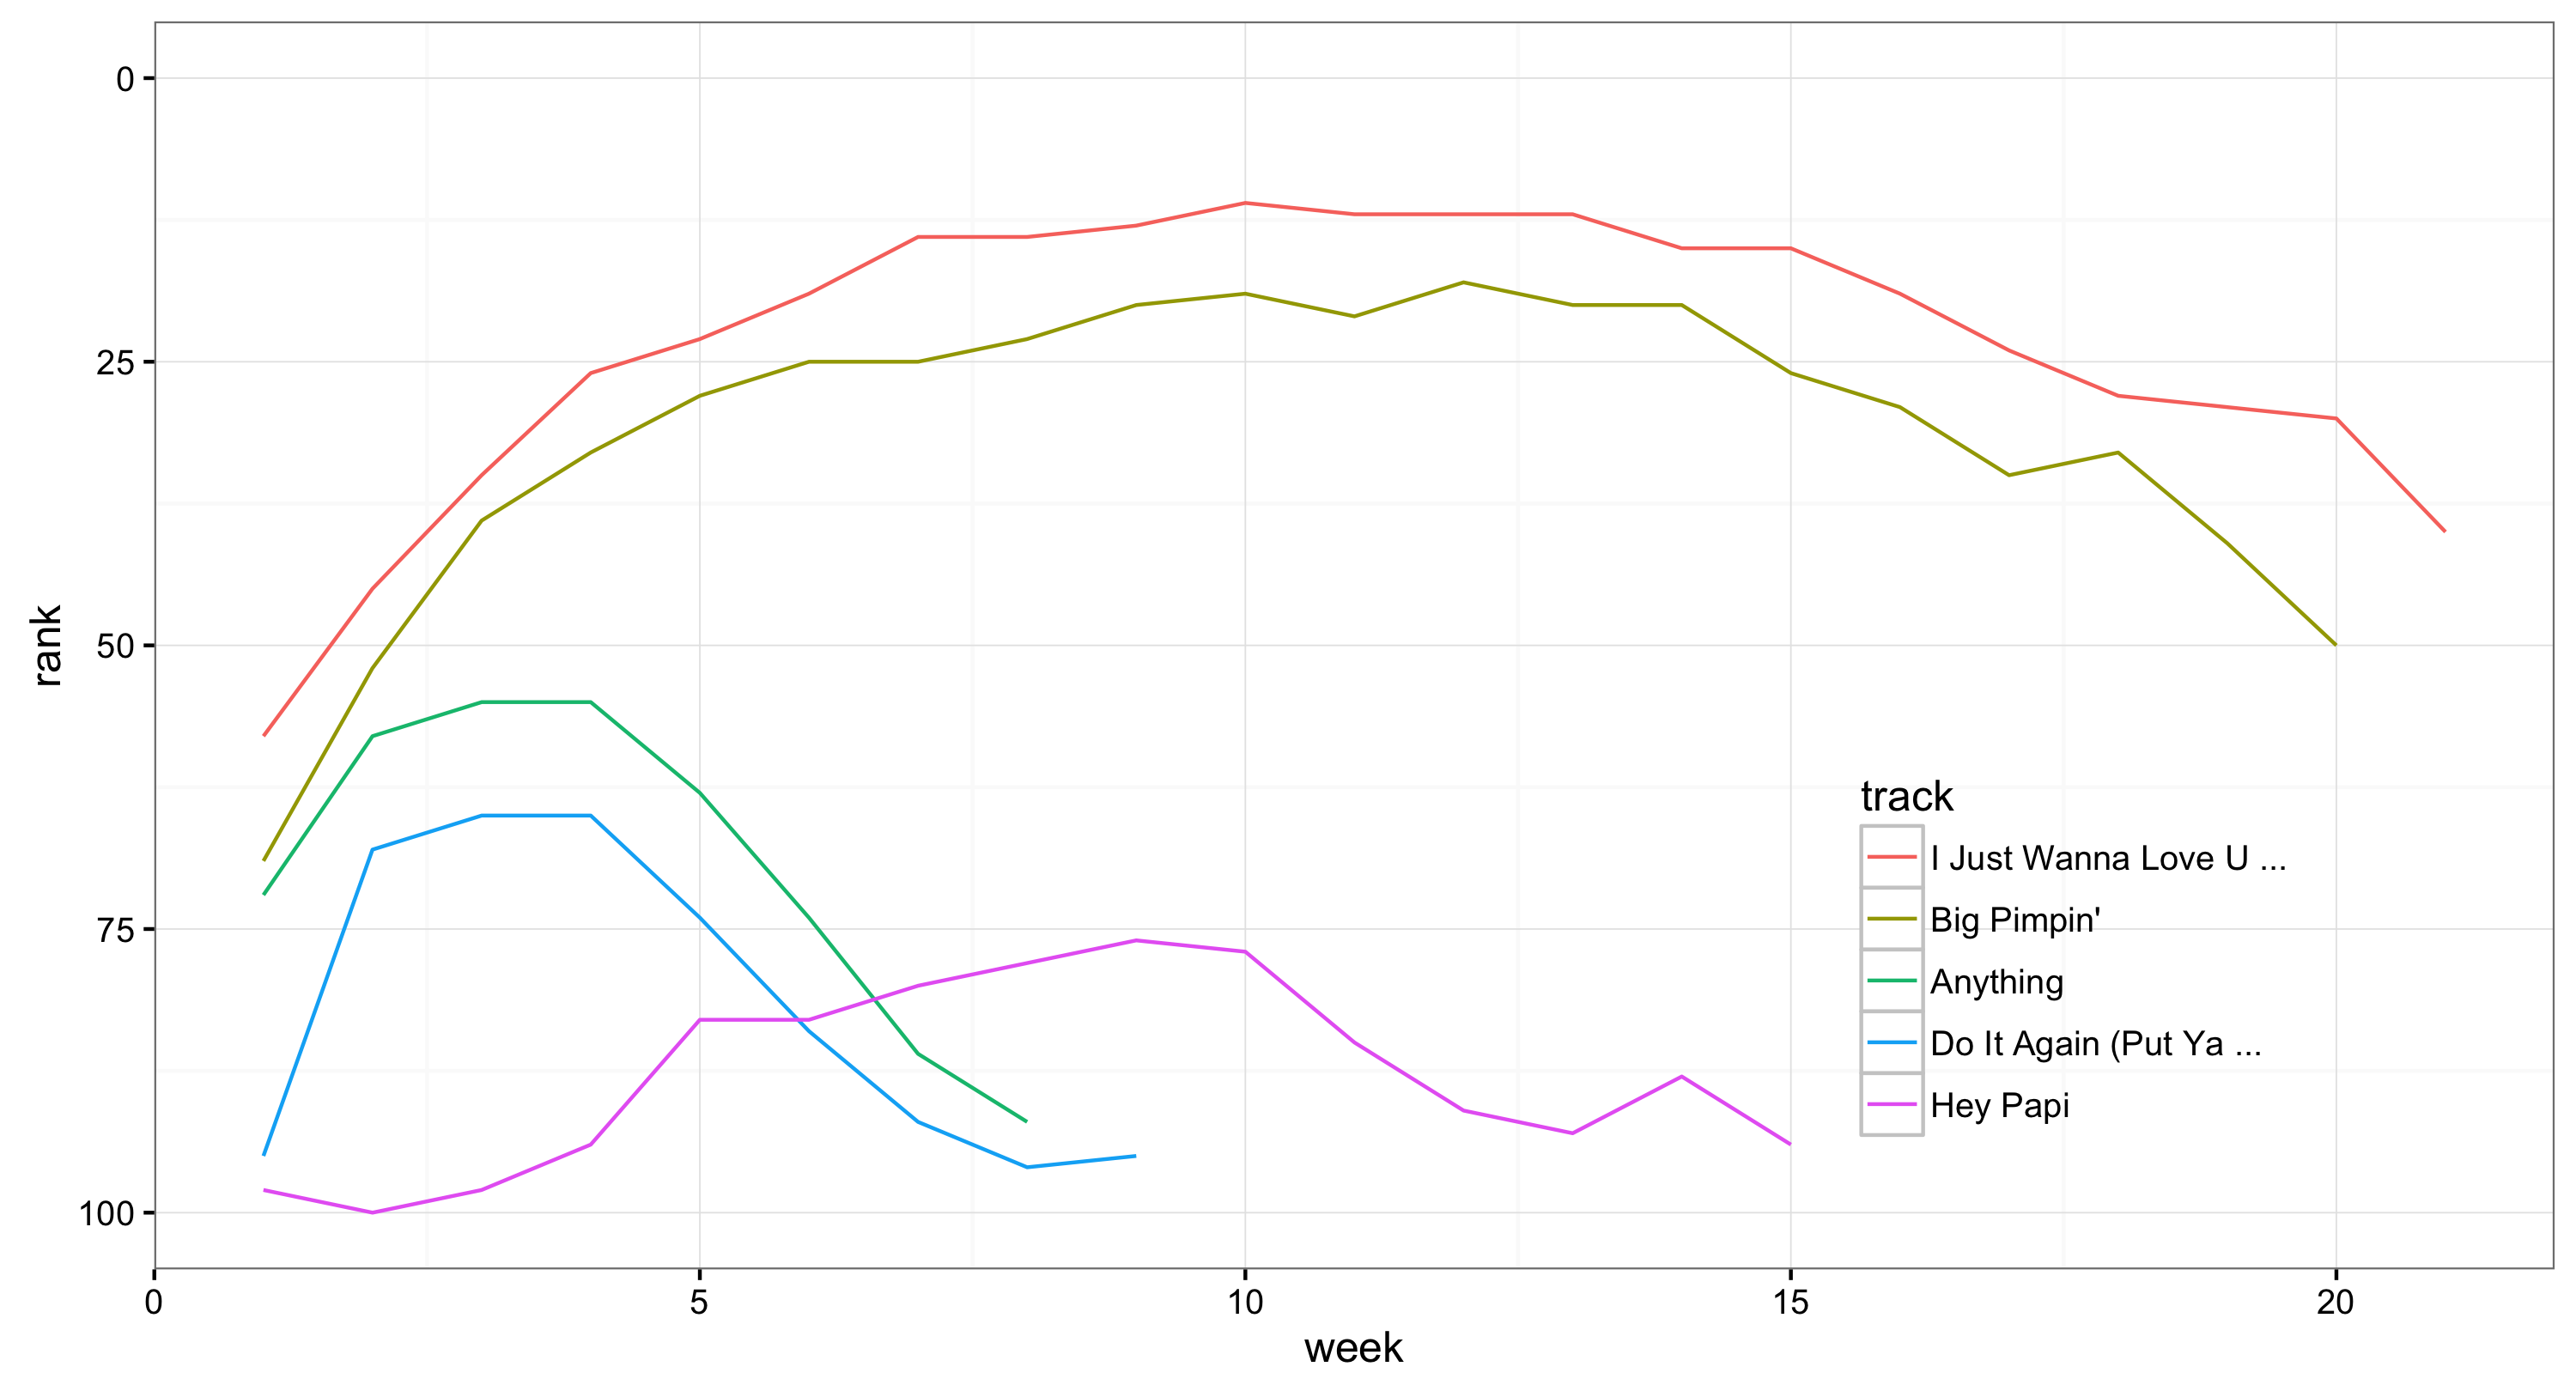 0
25
50
75
100
rank
track
I Just Wanna Love U ...
Big Pimpin'
Anything
Do It Again (Put Ya ...
Hey Papi
0 5 10 15 20
week